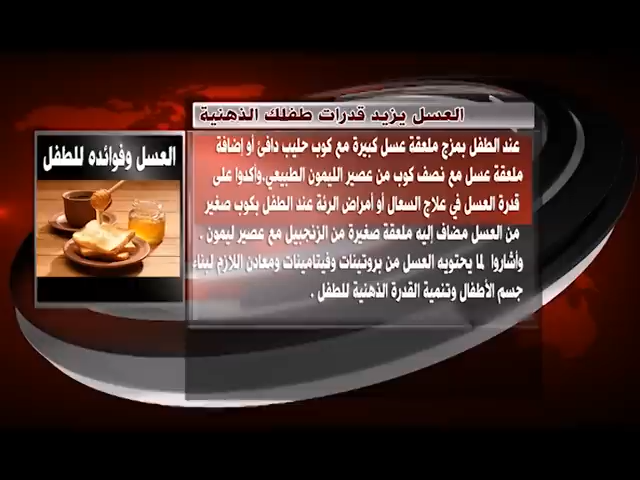 العسل يزيد قدرات طفلك الذهنية
العسل وفوائده للطفل
عند الطفل بمزج ملعقة عسل كبيرة مع كوب حليب دافئ أو إضافة
ملعقة عسل مع نصف كوب من عصير الليمون الطبيعي.وأكدوا على
قدرة العسل في علاج السعال أو أمراض الرئة عند الطفل بكوب صغير
من العسل مضاف إليه ملعقة صغيرة من الزنجبيل مع عصير ليمون .
وأشاروا لما يحتويه العسل من بروتينات وفيتامينات ومعادن اللازم لبناء
جسم الأطفال وتنمية القدرة الذهنية للطفل .